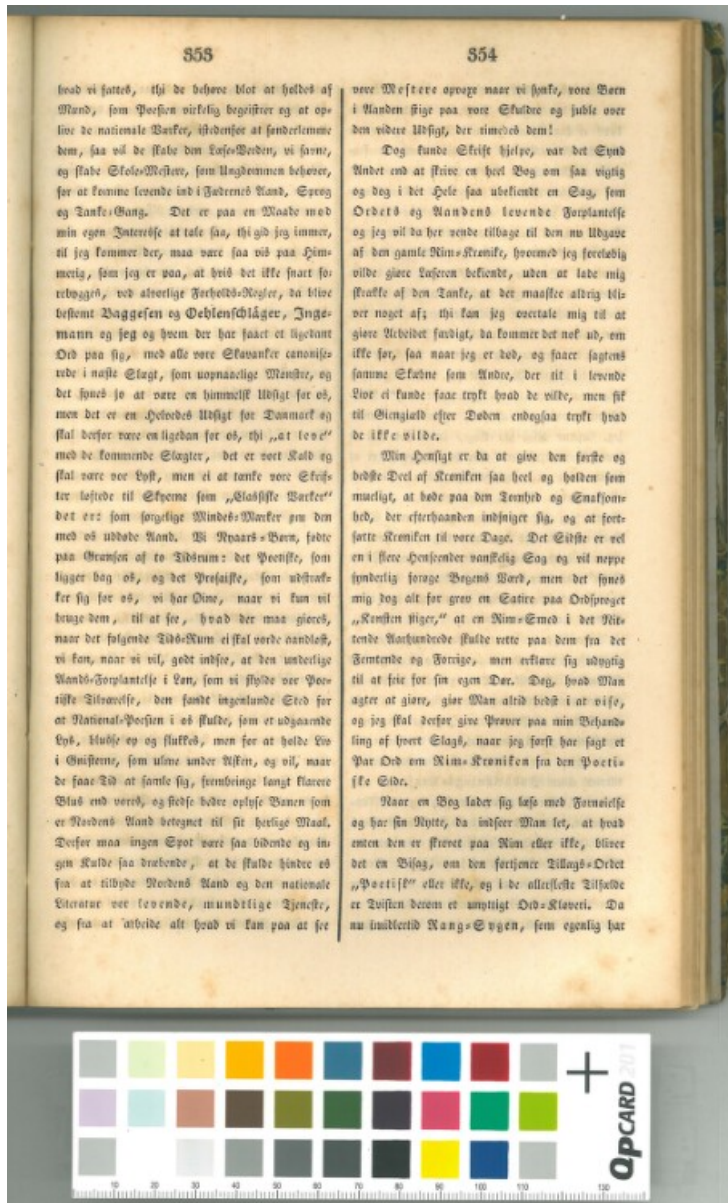 353
hvad vi fattes, thi de behøve blot at holdes af
Mund, som Poesien virkelig begeistrer og at op-
live de nationale Værker, istedenfor at sønderlemme
dem, saa vil de skabe den Læse-Verden, vi savne,
og skabe Skole-Mestere, som Ungdommen behøver,
for at komme levende ind i Fædrenes Aand, Sprog
og Tanke-Gang. Det er paa en Maade mod
min egen Interesse at tale saa, thi gid jeg immer,
til jeg kommer der, maa være saa vis paa Him-
merig, som jeg er paa, at hvis det ikke snart fo-
rebygges, ved alvorlige Forholds-Regler, da blive
bestemt Baggesen og Oehlenschläger, Inge-
mann og jeg og hvem der har faaet et ligedant
Ord paa sig, med alle vore Skavanker canonise-
rede i næste Slægt, som uopnaaelige Mønstre, og
det synes jo at være en himmelsk Udsigt for os,
men det er en Helvedes Udsigt for Danmark og
skal derfor være en ligedan for os, thi „at leve“
med de kommende Slægter, det er vort Kald og
skal være vor Lyst, men ei at tænke vore Skrif-
ter løftede til Skyerne som „Classiske Værker“
det er: som sørgelige Mindes-Mærker om den
med os uddøde Aand. Vi Nyaars-Børn, fødte
paa Grændsen af to Tidsrum: det Poetiske, som
ligger bag os, og det Prosaiske, som udstræk-
ker sig for os, vi har Øine, naar vi kun vil
bruge dem, til at see, hvad der maa gjøres,
naar det følgende Tids-Rum ei skal vorde aandløst,
vi kan, naar vi vil, godt indsee, at den underlige
Aands-Forplantelse i Løn, som vi skylde vor Poe-
tiske Tilværelse, den fandt ingenlunde Sted for
at National-Poesien i os skulde, som et udgaaende
Lys, blusse op og slukkes, men for at holde Liv
i Gnisterne, som ulme under Asken, og vil, naar
de faae Tid at samle sig, frembringe langt klarere
Blus end vores, og stedse bedre oplyse Banen som
er Nordens Aand betegnet til sit herlige Maal.
Derfor maa ingen Spot være saa bidende og in-
gen Kulde saa dræbende, at de skulde hindre os
fra at tilbyde Nordens Aand og den nationale
Literatur vor levende, mundtlige Tjeneste,
og fra at arbeide alt hvad vi kan paa at see
354
vore Mestere opvoxe naar vi synke, vore Børn
i Aanden stige paa vore Skuldre og juble over
den videre Udsigt, der timedes dem!
Dog kunde Skrift hjelpe, var det Synd
Andet end at skrive en heel Bog om saa vigtig
og dog i det Hele saa ubekiendt en Sag, som
Ordets og Aandens levende Forplantelse
og jeg vil da her vende tilbage til den ny Udgave
af den gamle Rim-Krønike, hvormed jeg foreløbig
vilde giøre Læseren bekiendt, uden at lade mig
skrække af den Tanke, at der maaskee aldrig bli-
ver noget af; thi kan jeg overtale mig til at
giøre Arbeidet færdigt, da kommer det nok ud, om
ikke før, saa naar jeg er død, og faaer sagtens
samme Skæbne som Andre, der tit i levende
Live ei kunde faae trykt hvad de vilde, men fik
til Giengiæld efter Døden endogsaa trykt hvad
de ikke vilde.
Min Hensigt er da at give den første og
bedste Deel af Krøniken saa heel og holden som
mueligt, at bøde paa den Tomhed og Snaksom-
hed, der efterhaanden indsniger sig, og at fort-
sætte Krøniken til vore Dage. Det Sidste er vel
en i flere Henseender vanskelig Sag og vil neppe
synderlig forøge Bogens Værd, men det synes
mig dog alt for grov en Satire paa Ordsproget
„Konsten stiger,“ at en Rim-Smed i det Nit-
tende Aarhundrede skulde rette paa dem fra det
Femtende og Forrige, men erklære sig udygtig
til at feie for sin egen Dør. Dog, hvad Man
agter at giøre, giør Man altid bedst i at vise,
og jeg skal derfor give Prøver paa min Behand-
ling af hvert Slags, naar jeg først har sagt et
Par Ord om Rim-Krøniken fra den Poeti-
ske Side.
Naar en Bog lader sig læse med Fornøielse
og har sin Nytte, da indseer Man let, at hvad
enten den er skrevet paa Rim eller ikke, bliver
det en Bisag, om den fortjener Tillægs-Ordet
„Poetisk“ eller ikke, og i de allerfleste Tilfælde
er Tvisten derom et unyttigt Ord-Kløveri. Da
nu imidlertid Rang-Sygen, som egenlig har
10 20 30 40 50 60 70 80 90 100 110 130
QPCARD 201